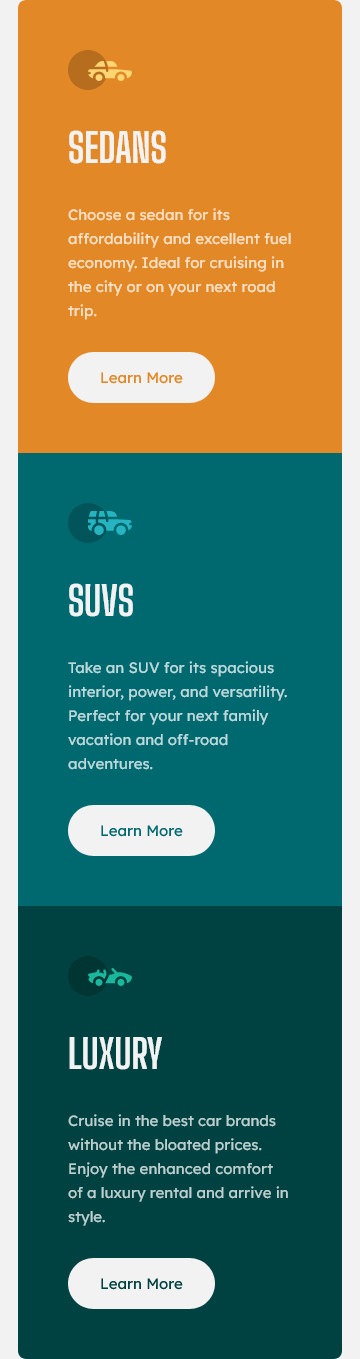 SEDANS
Choose a sedan for its
affordability and excellent fuel
economy. Ideal for cruising in
the city or on your next road
trip.
Learn More
SUVS
Take an SUV for its spacious
interior, power, and versatility.
Perfect for your next family
vacation and off-road
adventures.
Learn More
LUXURY
Cruise in the best car brands
without the bloated prices.
Enjoy the enhanced comfort
of a luxury rental and arrive in
style.
Learn More